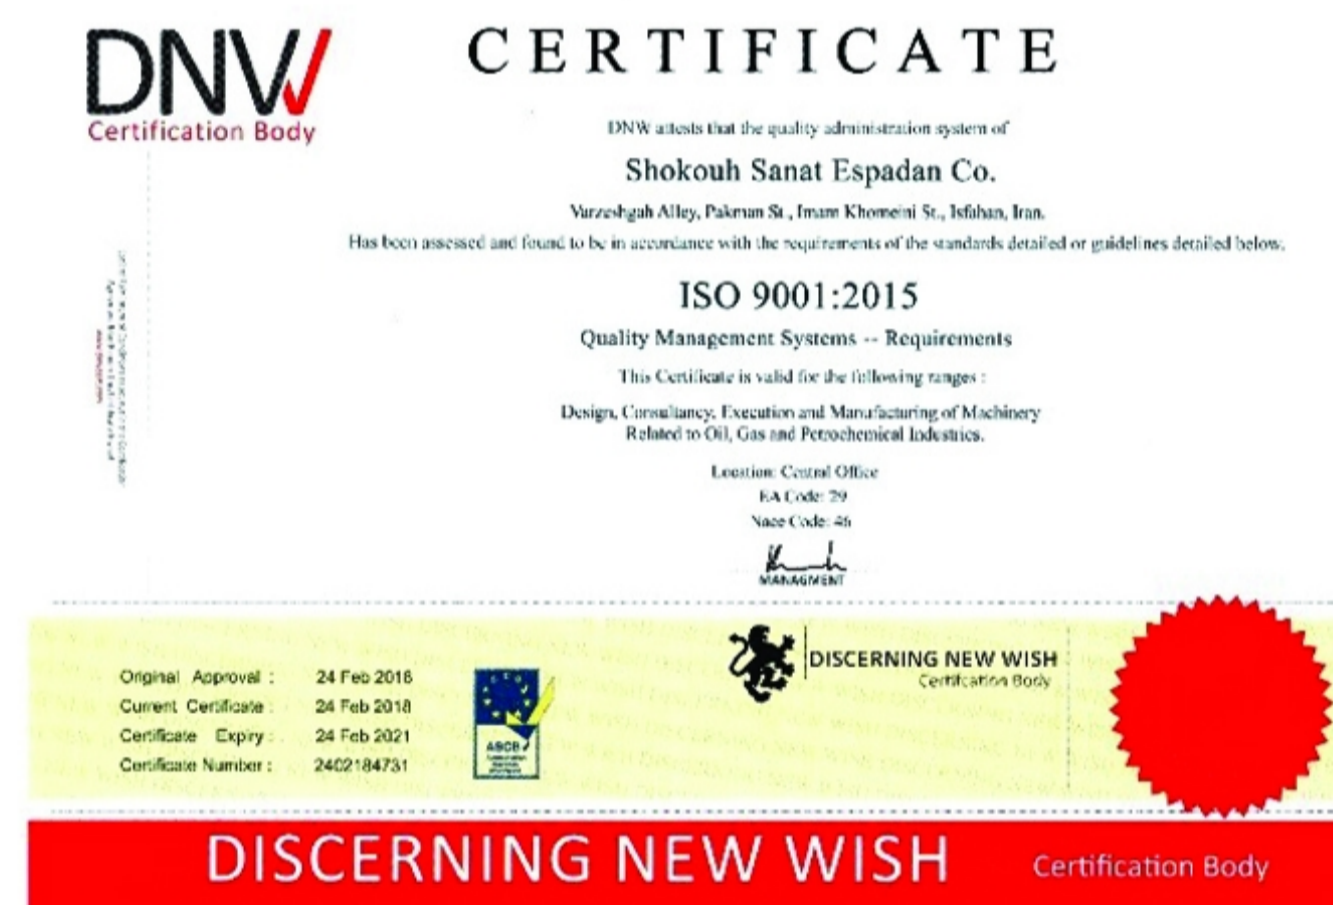 DNV
Certification Body
CERTIFICATE
DNW attests that the quality administration system of
Shokouh Sanat Espadan Co.
Varzeshgah Alley, Pakman St., Imam Khomeini St., Isfahan, Iran.
Has been assessed and found to be in accordance with the requirements of the standards detailed or guidelines detailed below.
ISO 9001:2015
Quality Management Systems -- Requirements
This Certificate is valid for the following ranges :
Design, Consultancy, Execution and Manufacturing of Machinery
Related to Oil, Gas and Petrochemical Industries.
Location: Central Office
EA Code: 29
Nace Code: 46
MANAGMENT
Original Approval : 24 Feb 2018
Current Certificate : 24 Feb 2018
Certificate Expiry : 24 Feb 2021
Certificate Number : 2402184731
ABCB
DISCERNING NEW WISH
Certifcation Body
DISCERNING NEW WISH
Certification Body